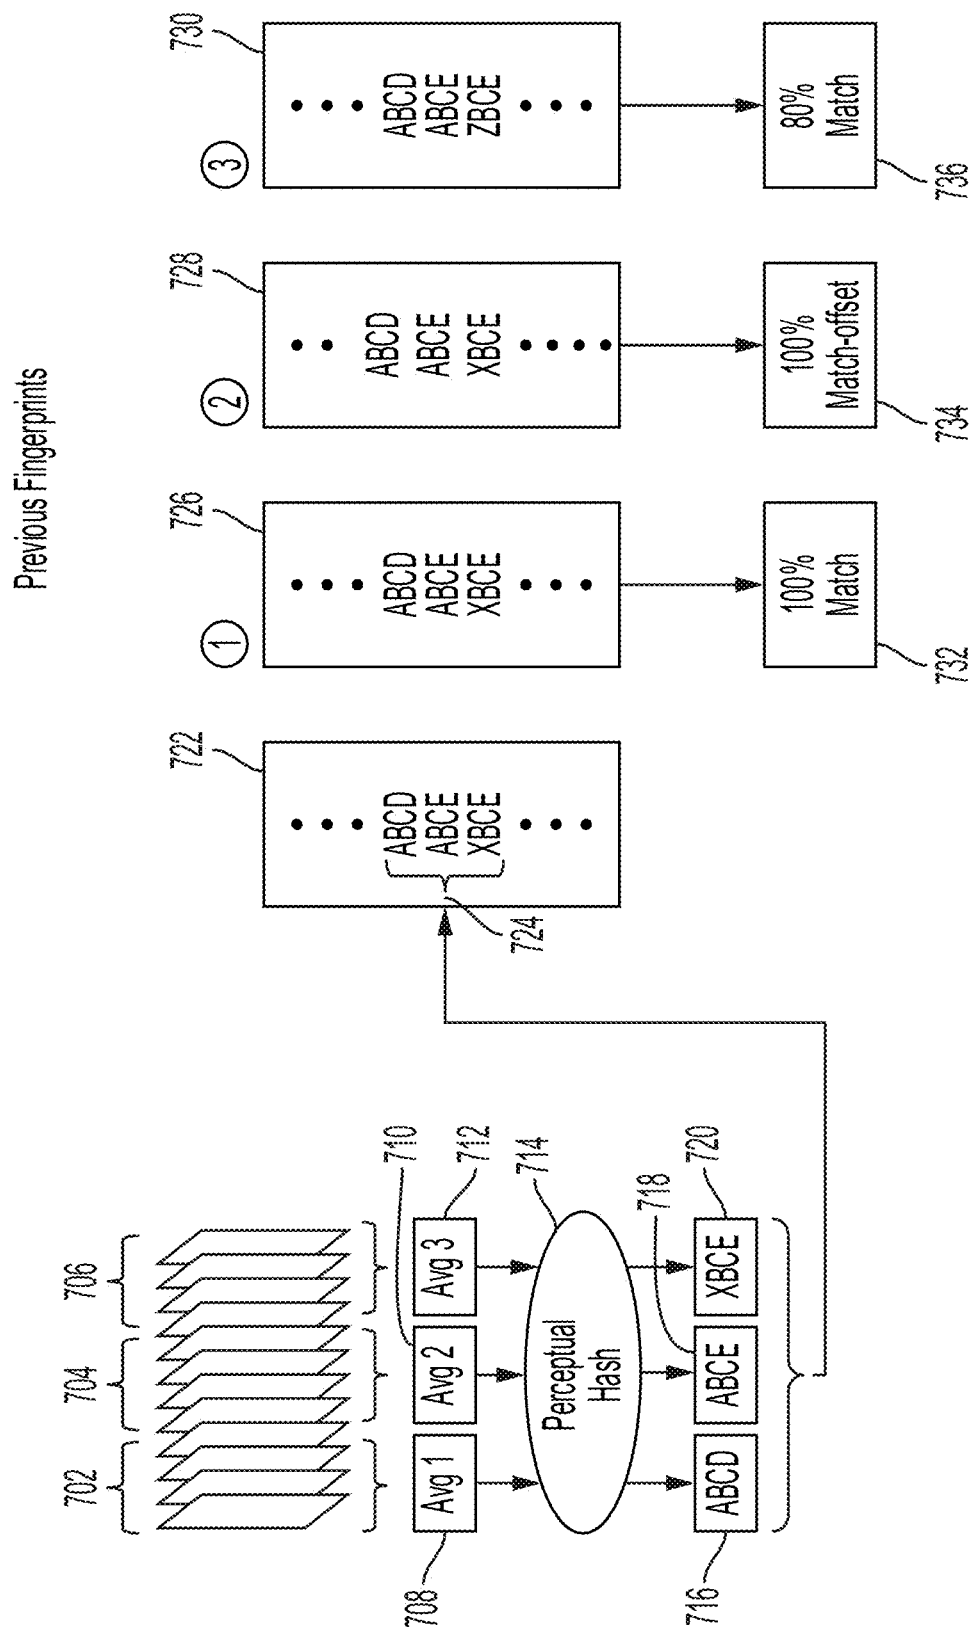 Previous Fingerprints
702
704
706
Avg 1
Avg 2
Avg 3
708
710
712
Perceptual
Hash
714
ABCD
ABCE
XBCE
716
718
720
722
ABCD
ABCE
XBCE
724
1
726
ABCD
ABCE
XBCE
100%
Match
732
2
728
ABCD
ABCE
XBCE
100%
Match-offset
734
3
730
ABCD
ABCE
ZBCE
80%
Match
736